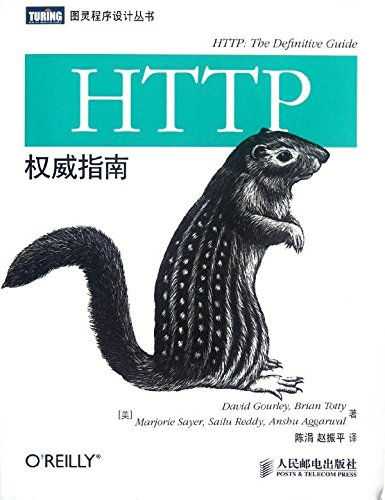 TURING
图灵程序设计丛书
HTTP: The Definitive Guide
HTTP
权威指南
David Gourley, Brian Totty
[美]
著
Marjorie Sayer, Sailu Reddy, Anshu Aggarwal
陈涓 赵振平 译
O'REILLY®
人民邮电出版社
POSTS & TELECOM PRESS